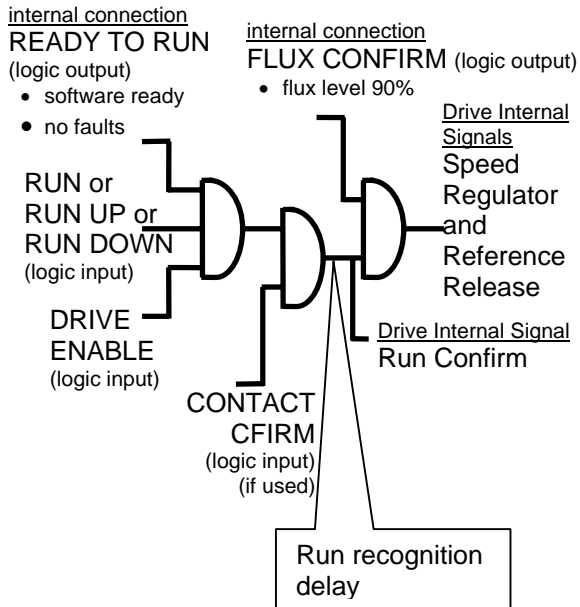 internal connection
READY TO RUN
(logic output)
• software ready
• no faults
RUN or
RUN UP or
RUN DOWN
(logic input)
DRIVE
ENABLE
(logic input)
internal connection
FLUX CONFIRM (logic output)
• flux level 90%
CONTACT
CFIRM
(logic input)
(if used)
Drive Internal
Signals
Speed
Regulator
and
Reference
Release
Drive Internal Signal
Run Confirm
Run recognition
delay